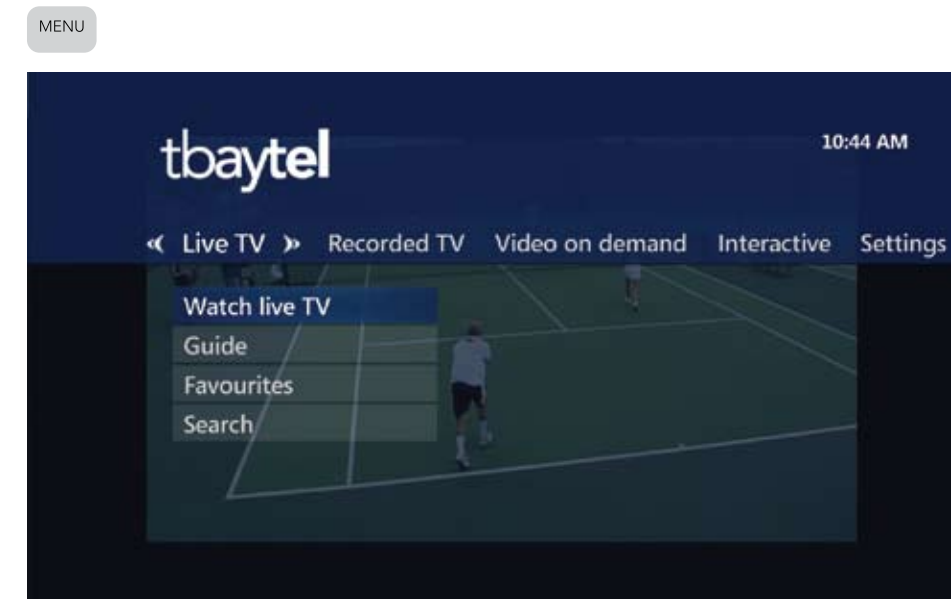 MENU
tbaytel
10:44 AM
« Live TV » Recorded TV Video on demand Interactive Settings
Watch live TV
Guide
Favourites
Search